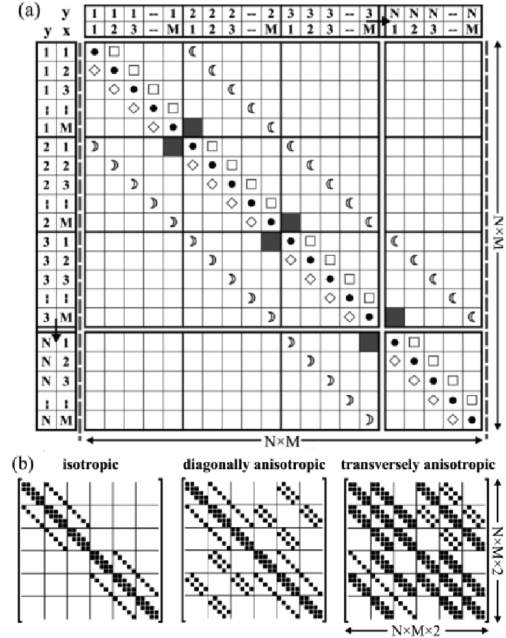 (a)
y 1 1 1 -- 1 2 2 2 -- 2 3 3 3 -- 3 N N N -- N
y x 1 2 3 -- M 1 2 3 -- M 1 2 3 -- M 1 2 3 -- M
1 1
1 2
1 3
¦ ¦
1 M
2 1
2 2
2 3
¦ ¦
2 M
3 1
3 2
3 3
¦ ¦
3 M
N 1
N 2
N 3
¦ ¦
N M
N×M
N×M
(b)
isotropic
diagonally anisotropic
transversely anisotropic
N×M×2
N×M×2